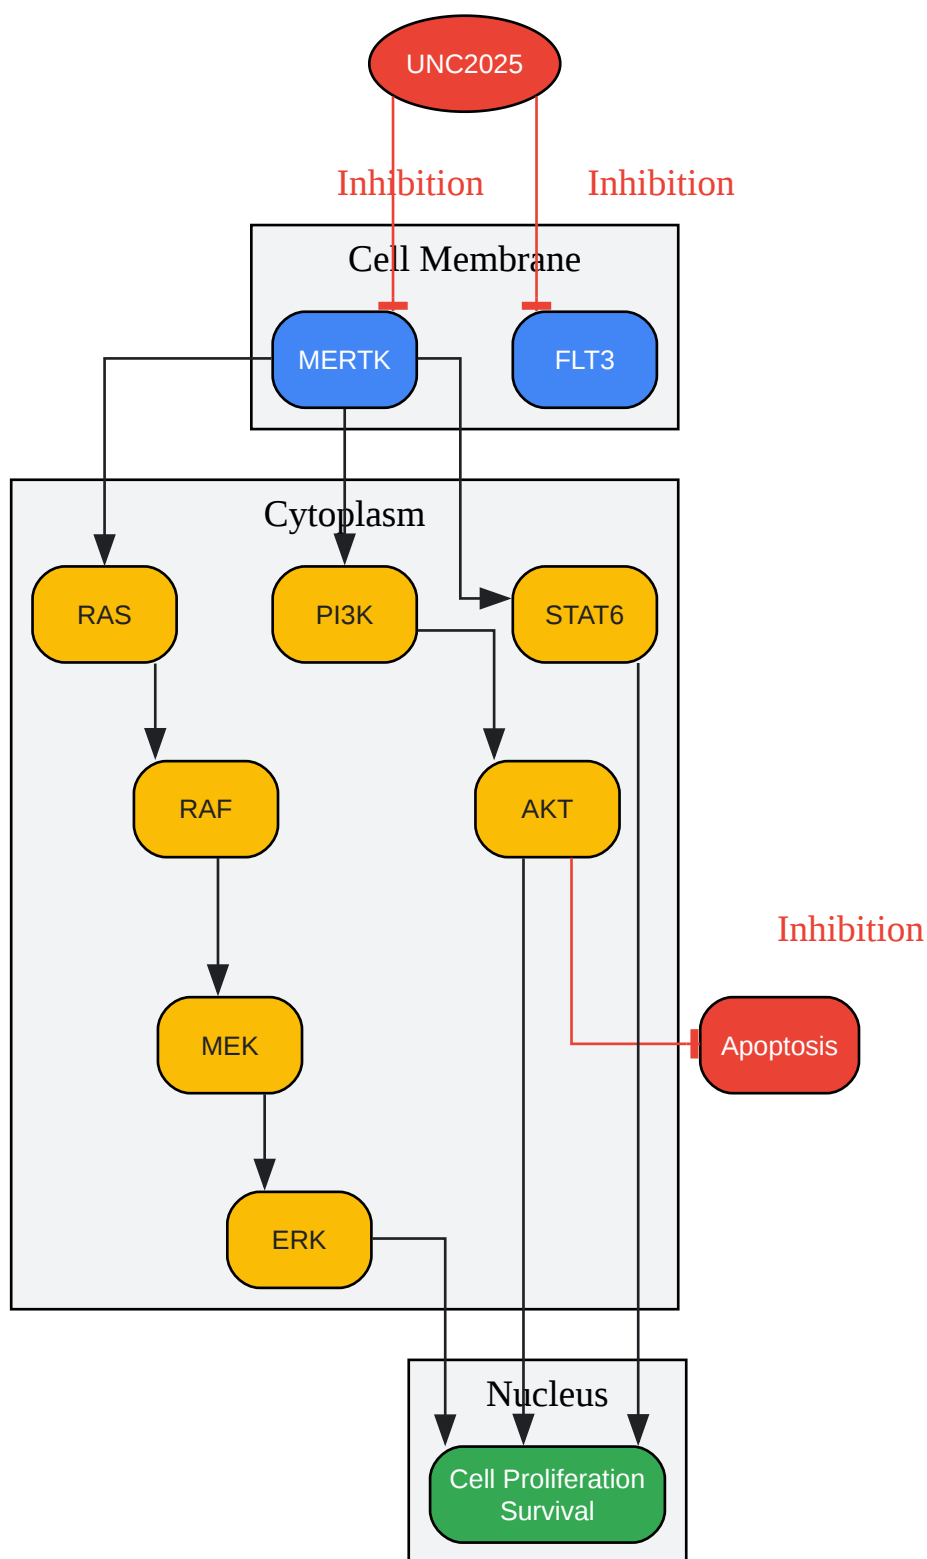 UNC2025
Inhibition
Inhibition
Cell Membrane
MERTK
FLT3
Cytoplasm
RAS
PI3K
STAT6
RAF
AKT
Inhibition
MEK
Apoptosis
ERK
Nucleus
Cell Proliferation
Survival